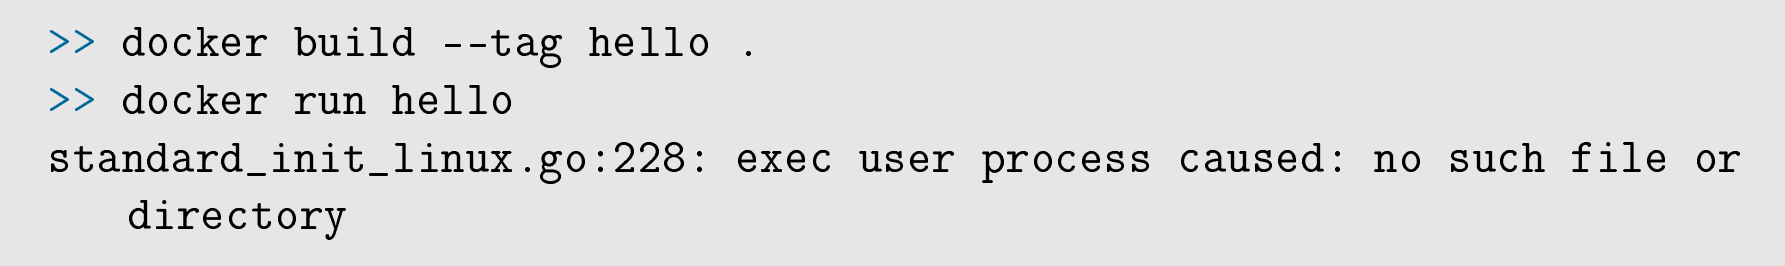 >> docker build --tag hello .
>> docker run hello
standard_init_linux.go:228: exec user process caused: no such file or
directory